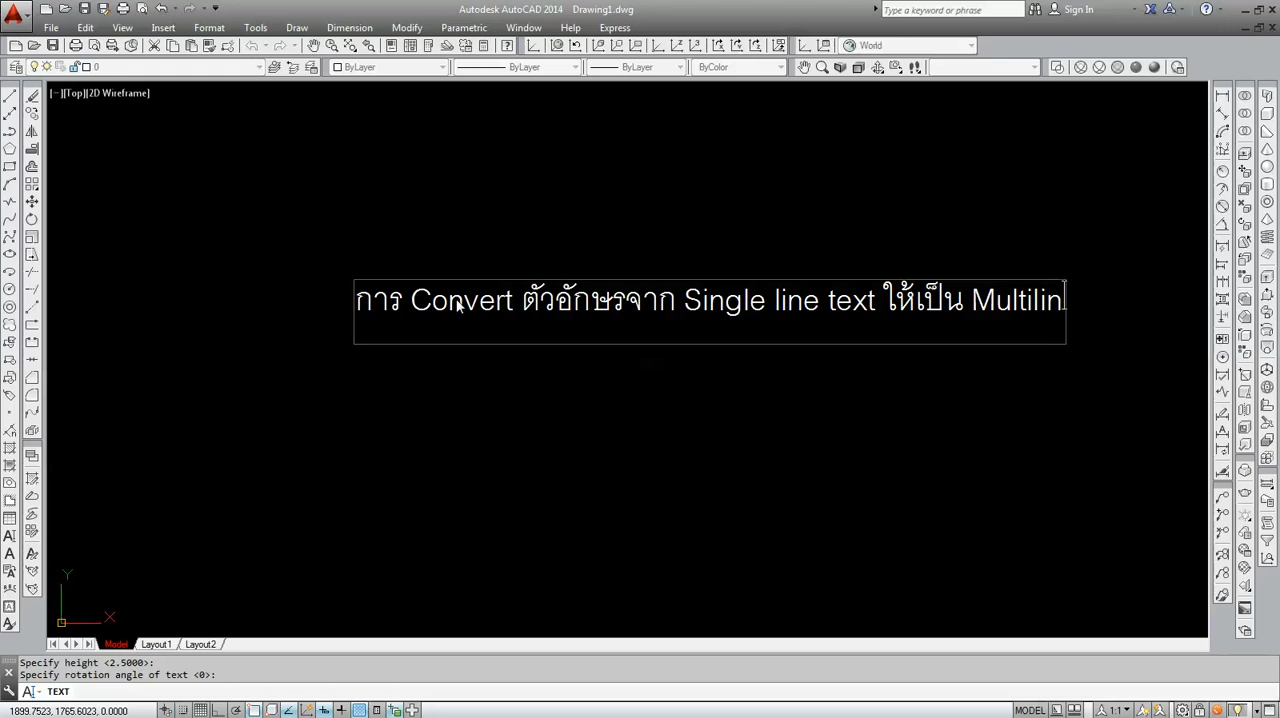 Autodesk AutoCAD 2014 Drawing1.dwg
Type a keyword or phrase
Sign In
File Edit View Insert Format Tools Draw Dimension Modify Parametric Window Help Express
World
0
ByLayer
ByLayer
ByLayer
ByColor
[−][Top][2D Wireframe]
การ Convert ตัวอักษรจาก Single line text ให้เป็น Multilin
Y
X
Model Layout1 Layout2
Specify height <2.5000>:
Specify rotation angle of text <0>:
TEXT
1899.7523, 1765.6023, 0.0000
MODEL
1:1